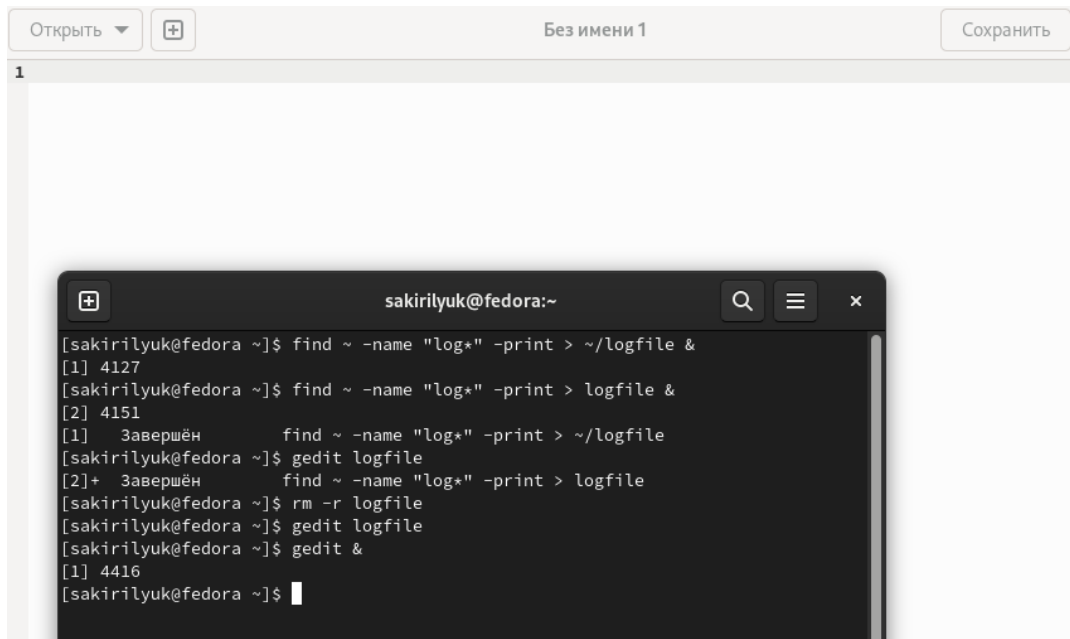 Открыть
Без имени 1
Сохранить
1
sakirilyuk@fedora:~
[sakirilyuk@fedora ~]$ find ~ -name "log*" -print > ~/logfile &
[1] 4127
[sakirilyuk@fedora ~]$ find ~ -name "log*" -print > logfile &
[2] 4151
[1]   Завершён        find ~ -name "log*" -print > ~/logfile
[sakirilyuk@fedora ~]$ gedit logfile
[2]+  Завершён        find ~ -name "log*" -print > logfile
[sakirilyuk@fedora ~]$ rm -r logfile
[sakirilyuk@fedora ~]$ gedit logfile
[sakirilyuk@fedora ~]$ gedit &
[1] 4416
[sakirilyuk@fedora ~]$